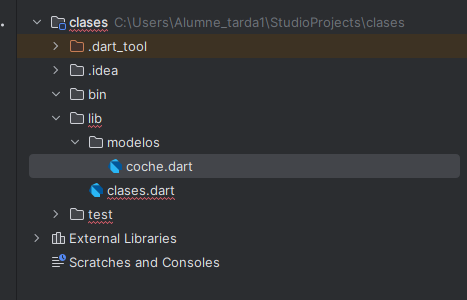 clases C:\Users\Alumne_tarda1\StudioProjects\clases
.dart_tool
.idea
bin
lib
modelos
coche.dart
clases.dart
test
External Libraries
Scratches and Consoles